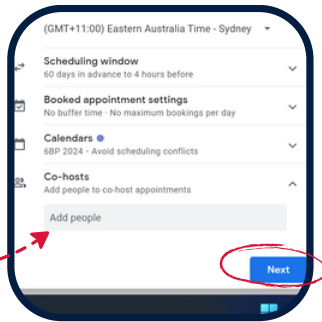 (GMT+11:00) Eastern Australia Time - Sydney
Scheduling window
60 days in advance to 4 hours before
Booked appointment settings
No buffer time · No maximum bookings per day
Calendars
6BP 2024 - Avoid scheduling conflicts
Co-hosts
Add people to co-host appointments
Add people
Next